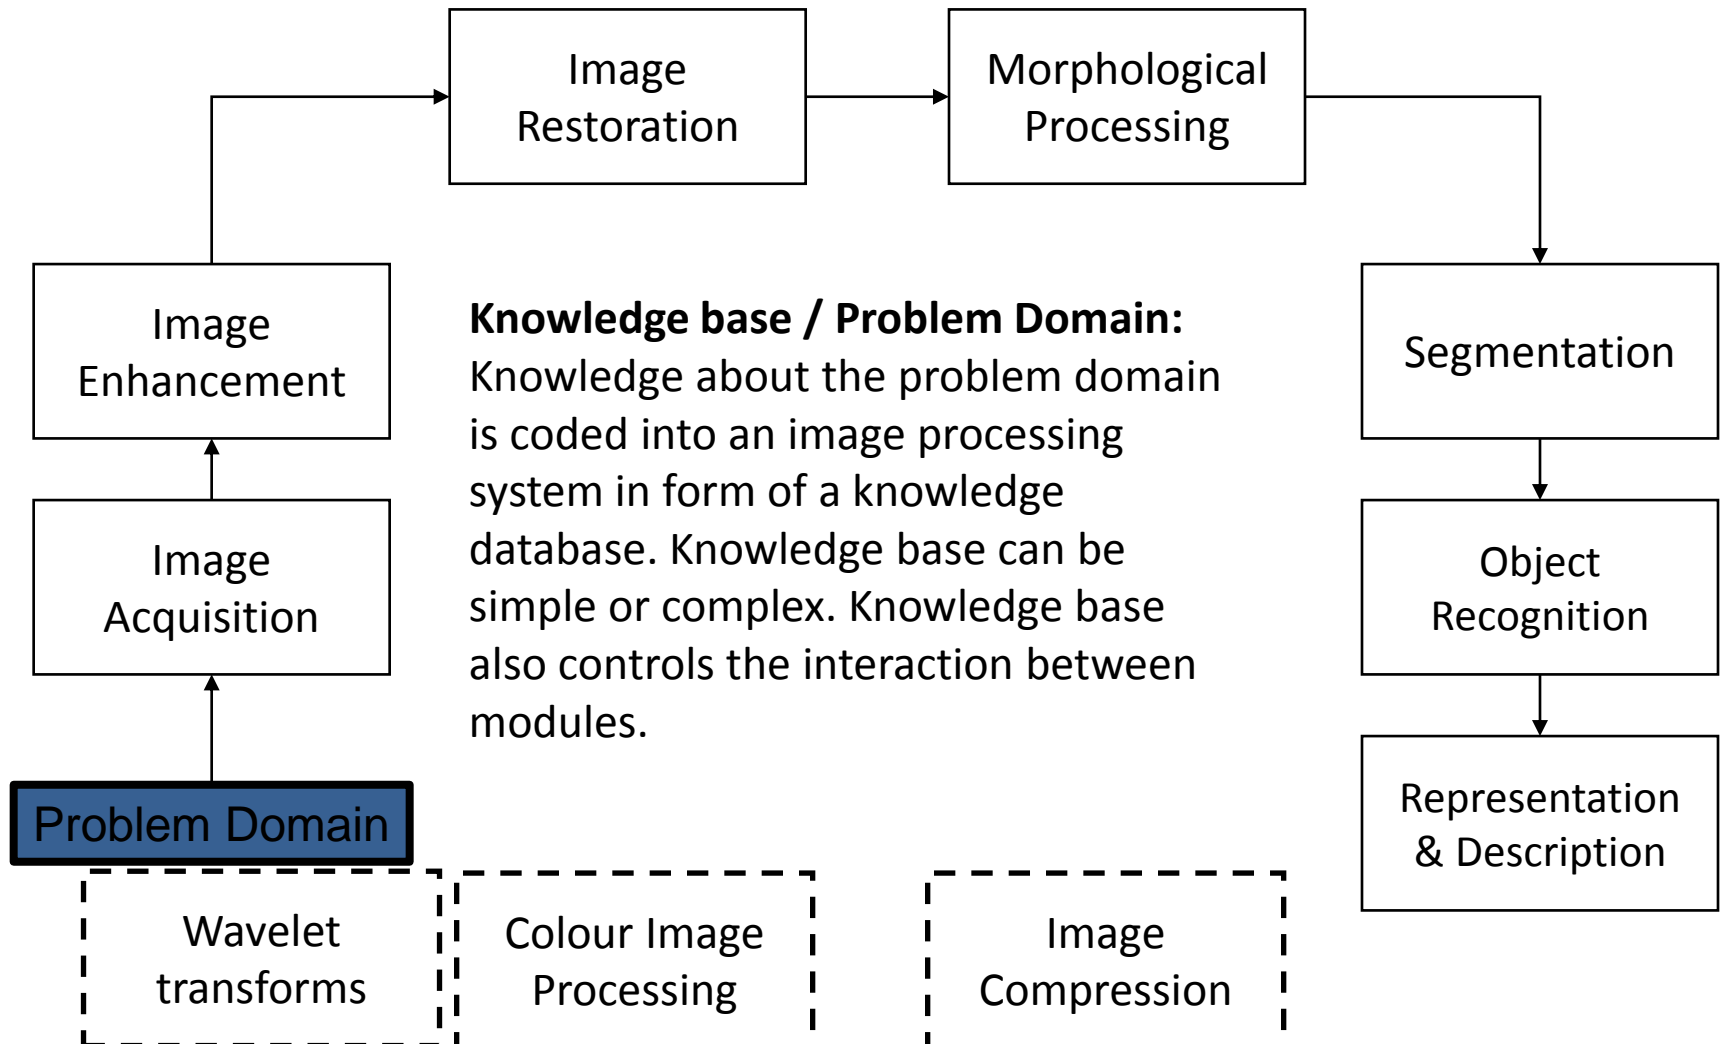 Image
Restoration
Morphological
Processing
Image
Enhancement
Knowledge base / Problem Domain:
Knowledge about the problem domain
is coded into an image processing
system in form of a knowledge
database. Knowledge base can be
simple or complex. Knowledge base
also controls the interaction between
modules.
Segmentation
Image
Acquisition
Object
Recognition
Problem Domain
Representation
& Description
Wavelet
transforms
Colour Image
Processing
Image
Compression